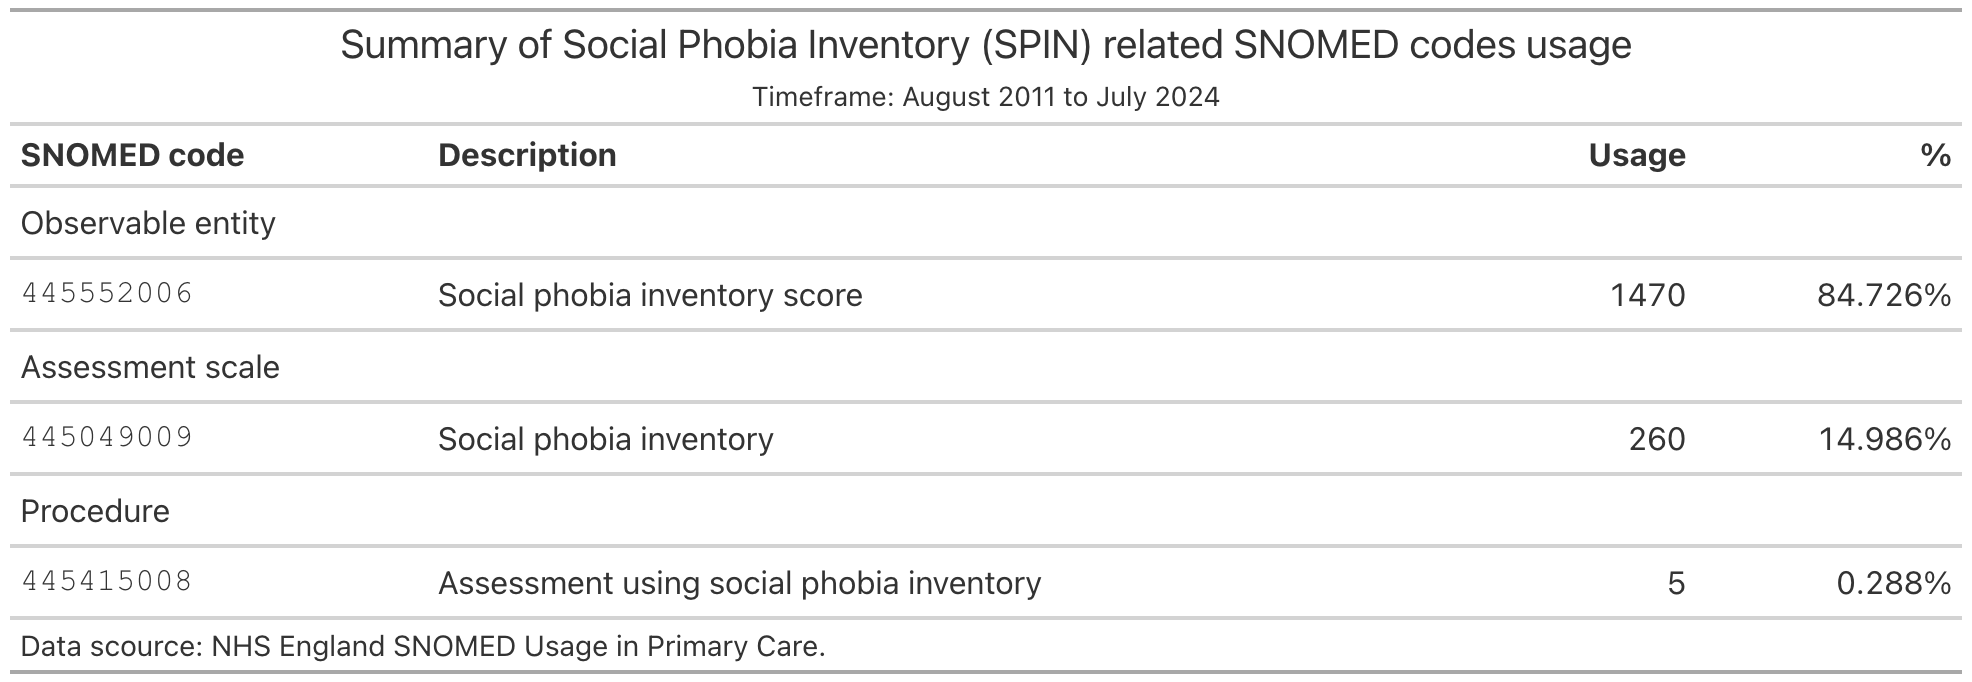 Summary of Social Phobia Inventory (SPIN) related SNOMED codes usage
Timeframe: August 2011 to July 2024
SNOMED code Description Usage %
Observable entity
445552006 Social phobia inventory score 1470 84.726%
Assessment scale
445049009 Social phobia inventory 260 14.986%
Procedure
445415008 Assessment using social phobia inventory 5 0.288%
Data scource: NHS England SNOMED Usage in Primary Care.